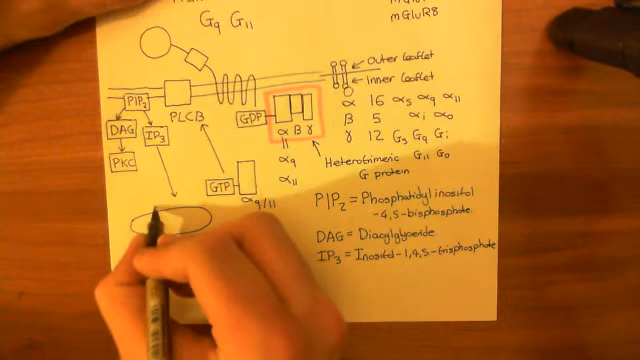 Gq G11
mGluR8
Outer leaflet
Inner leaflet
PIP2
PLCB
GDP
α β γ
α 16 αs αq α11
β 5 αi αo
γ 12 Gs Gq Gi
G11 Go
DAG
IP3
PKC
αq
α11
Heterotrimeric
G protein
GTP
αq/11
PIP2 = Phosphatidyl inositol
-4,5-bisphosphate.
DAG = Diacylglyceride.
IP3 = Inositol-1,4,5-trisphosphate